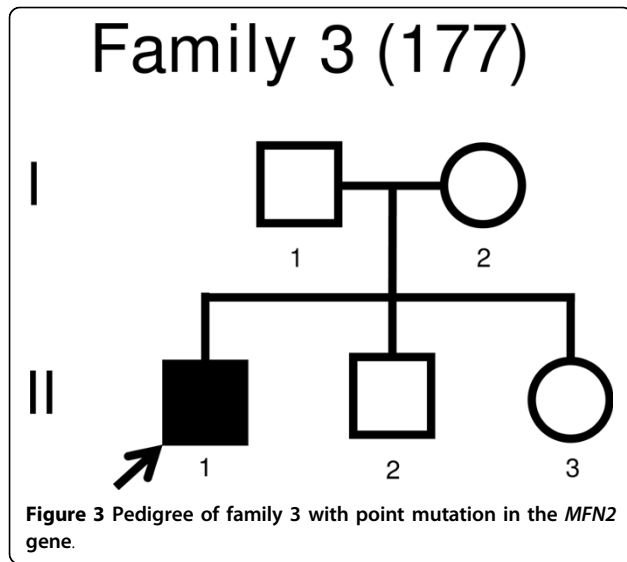 Family 3 (177)
I
1 2
II
1 2 3
Figure 3 Pedigree of family 3 with point mutation in the MFN2
gene.